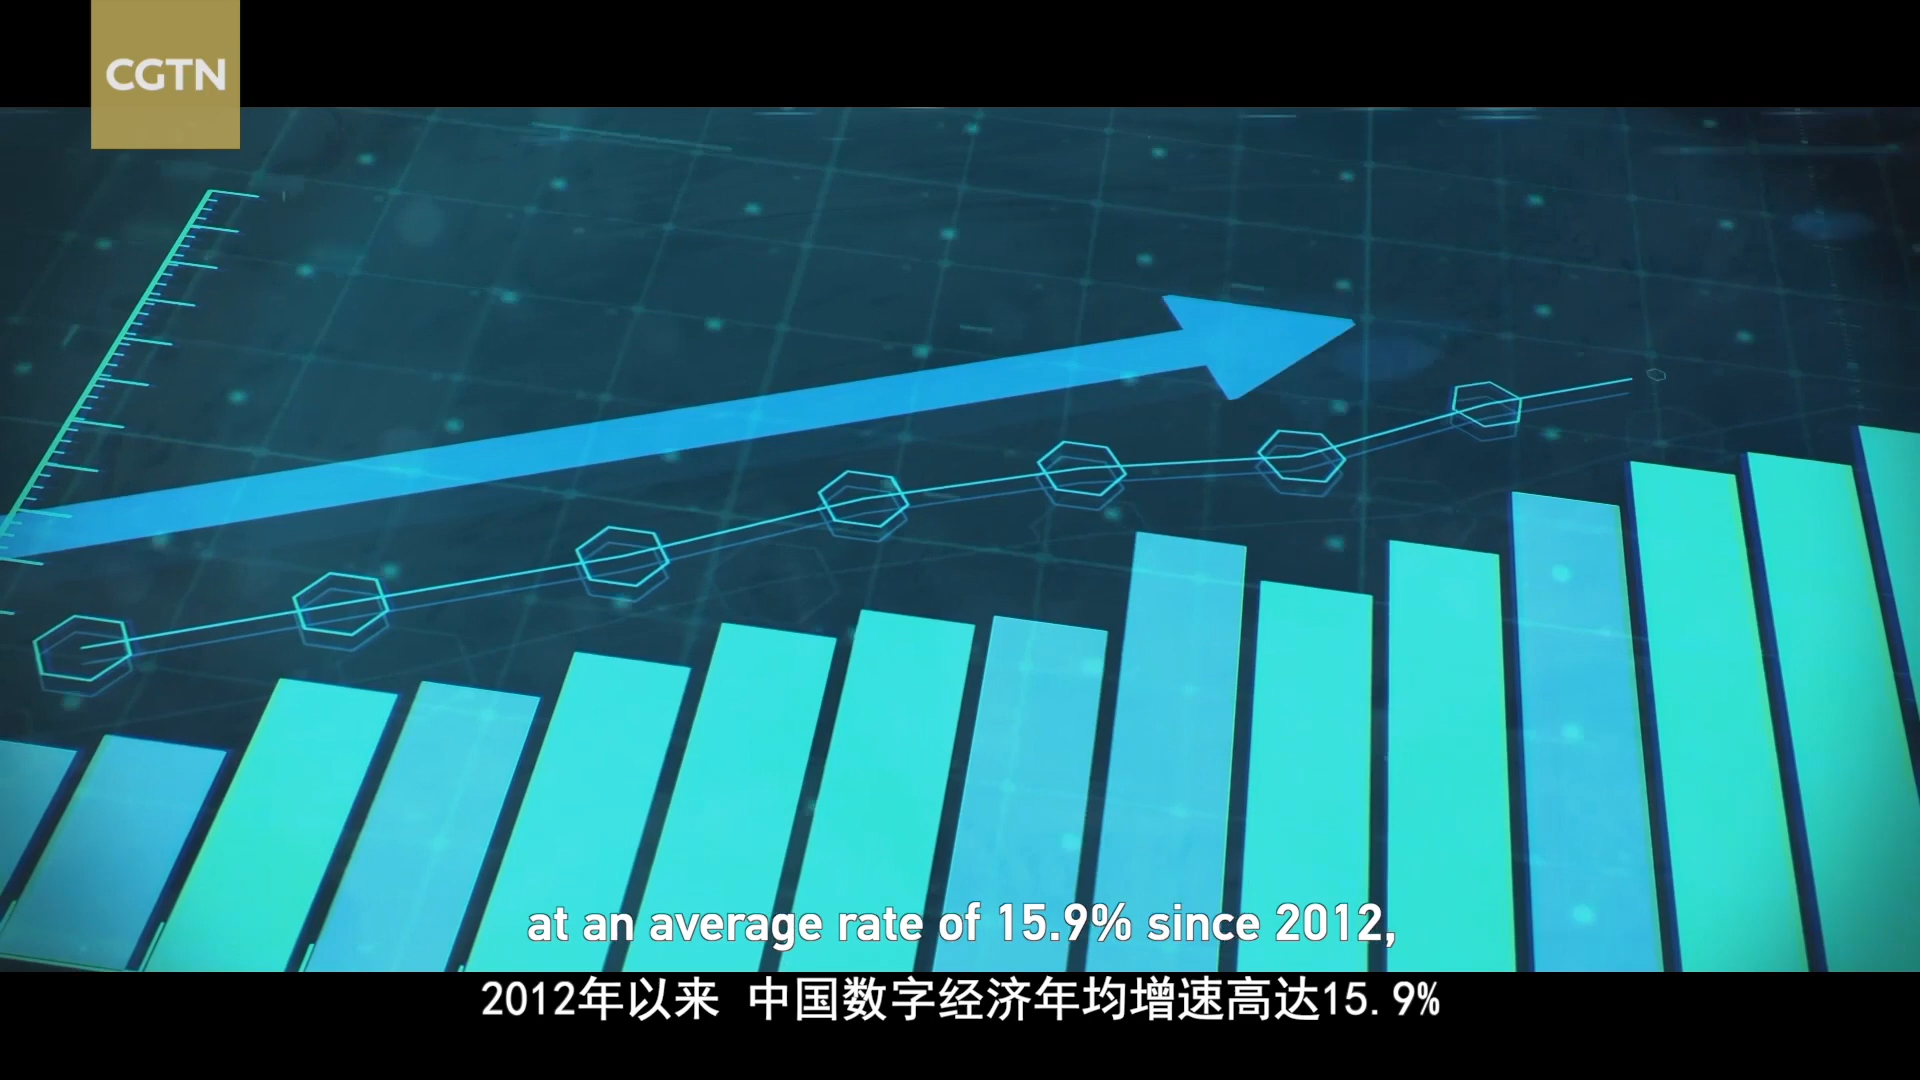 CGTN
at an average rate of 15.9% since 2012,
2012年以来 中国数字经济年均增速高达15.9%